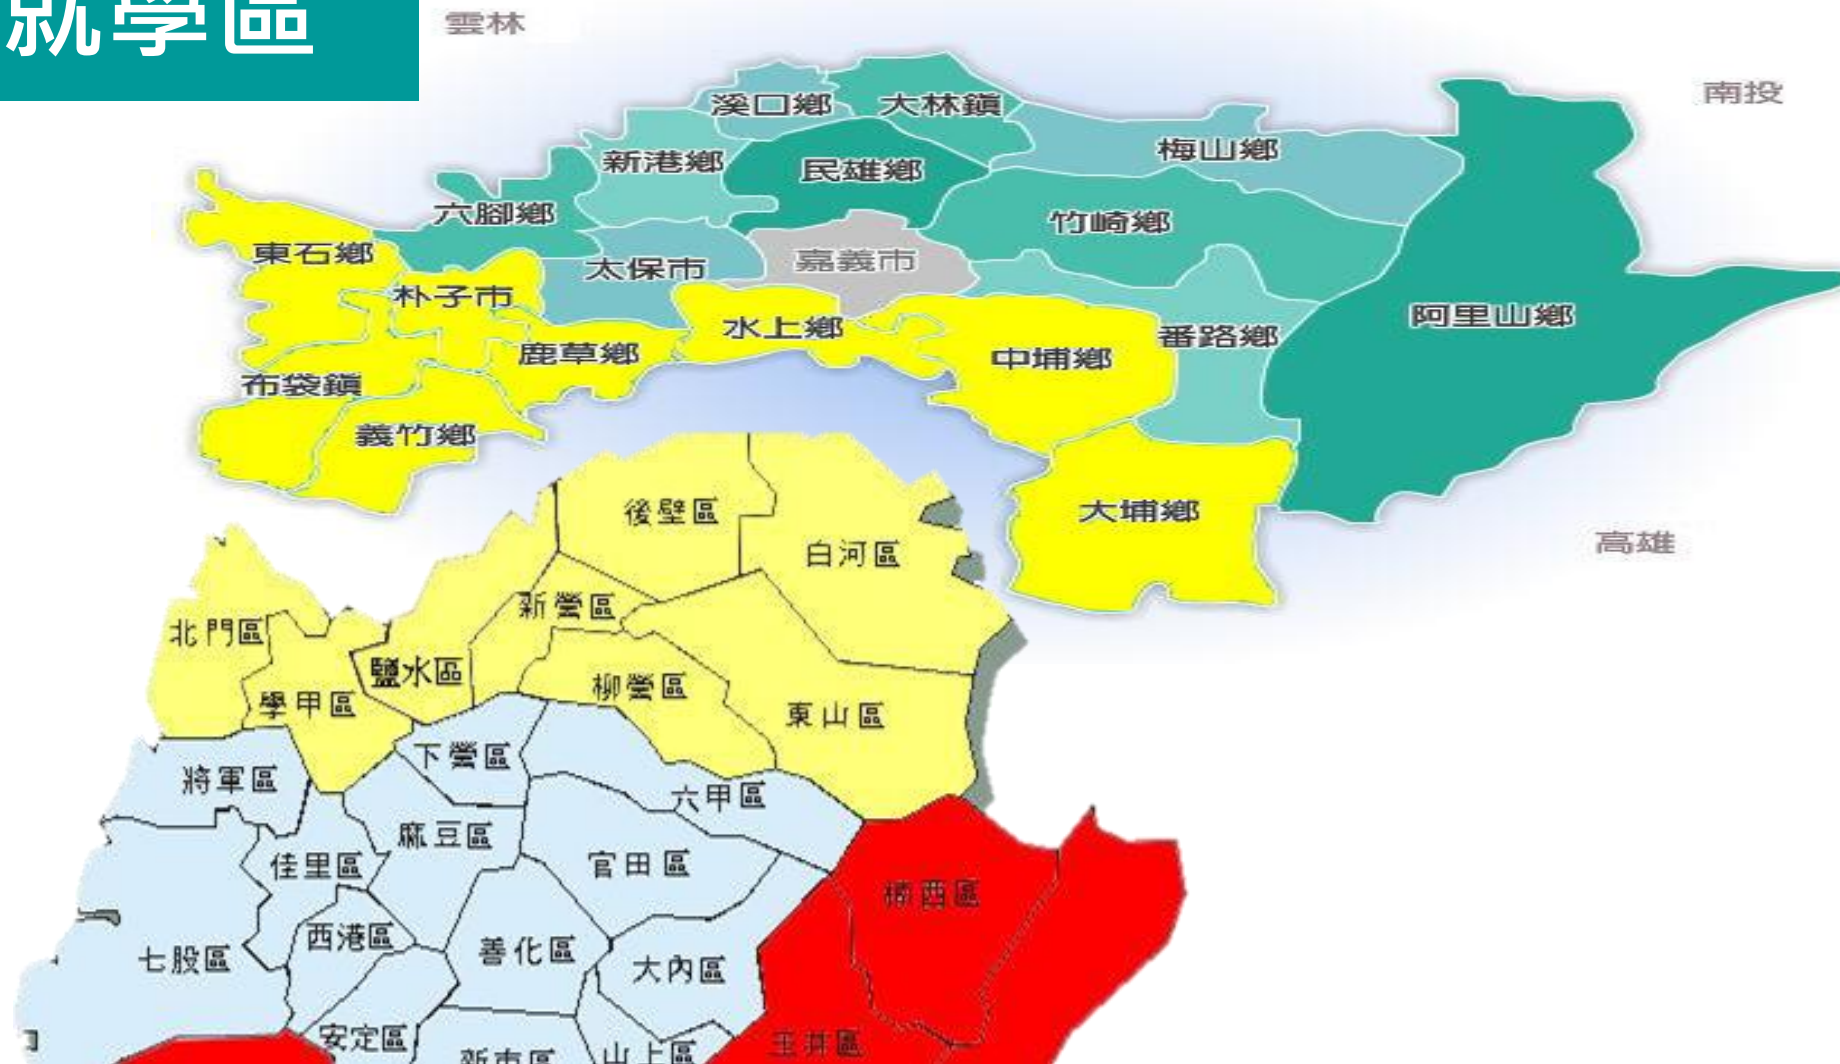 就學區
雲林
南投
溪口鄉
大林鎮
梅山鄉
新港鄉
民雄鄉
六腳鄉
竹崎鄉
東石鄉
太保市
嘉義市
朴子市
阿里山鄉
水上鄉
番路鄉
鹿草鄉
中埔鄉
布袋鎮
義竹鄉
大埔鄉
後壁區
高雄
白河區
新營區
北門區
鹽水區
柳營區
學甲區
東山區
下營區
將軍區
六甲區
麻豆區
佳里區
官田區
楠西區
西港區
善化區
七股區
大內區
安定區
玉井區
新市區
山上區